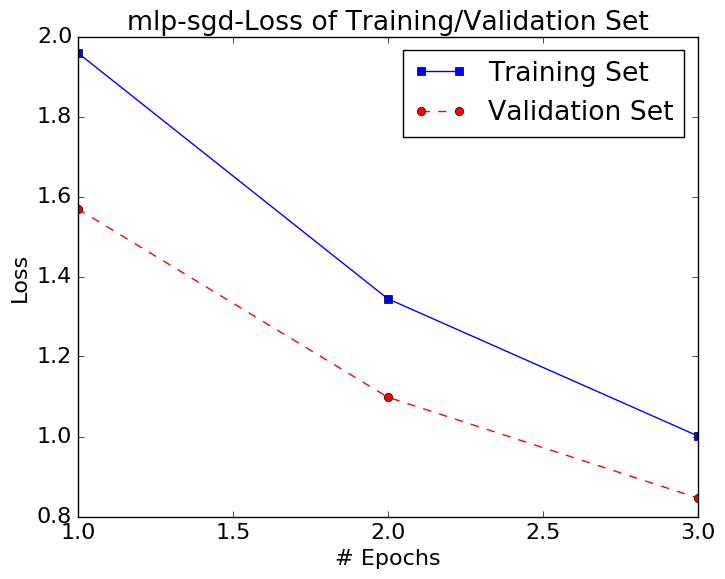 mlp-sgd-Loss of Training/Validation Set
2.0
1.8
1.6
1.4
1.2
1.0
0.8
Loss
Training Set
Validation Set
1.0 1.5 2.0 2.5 3.0
# Epochs